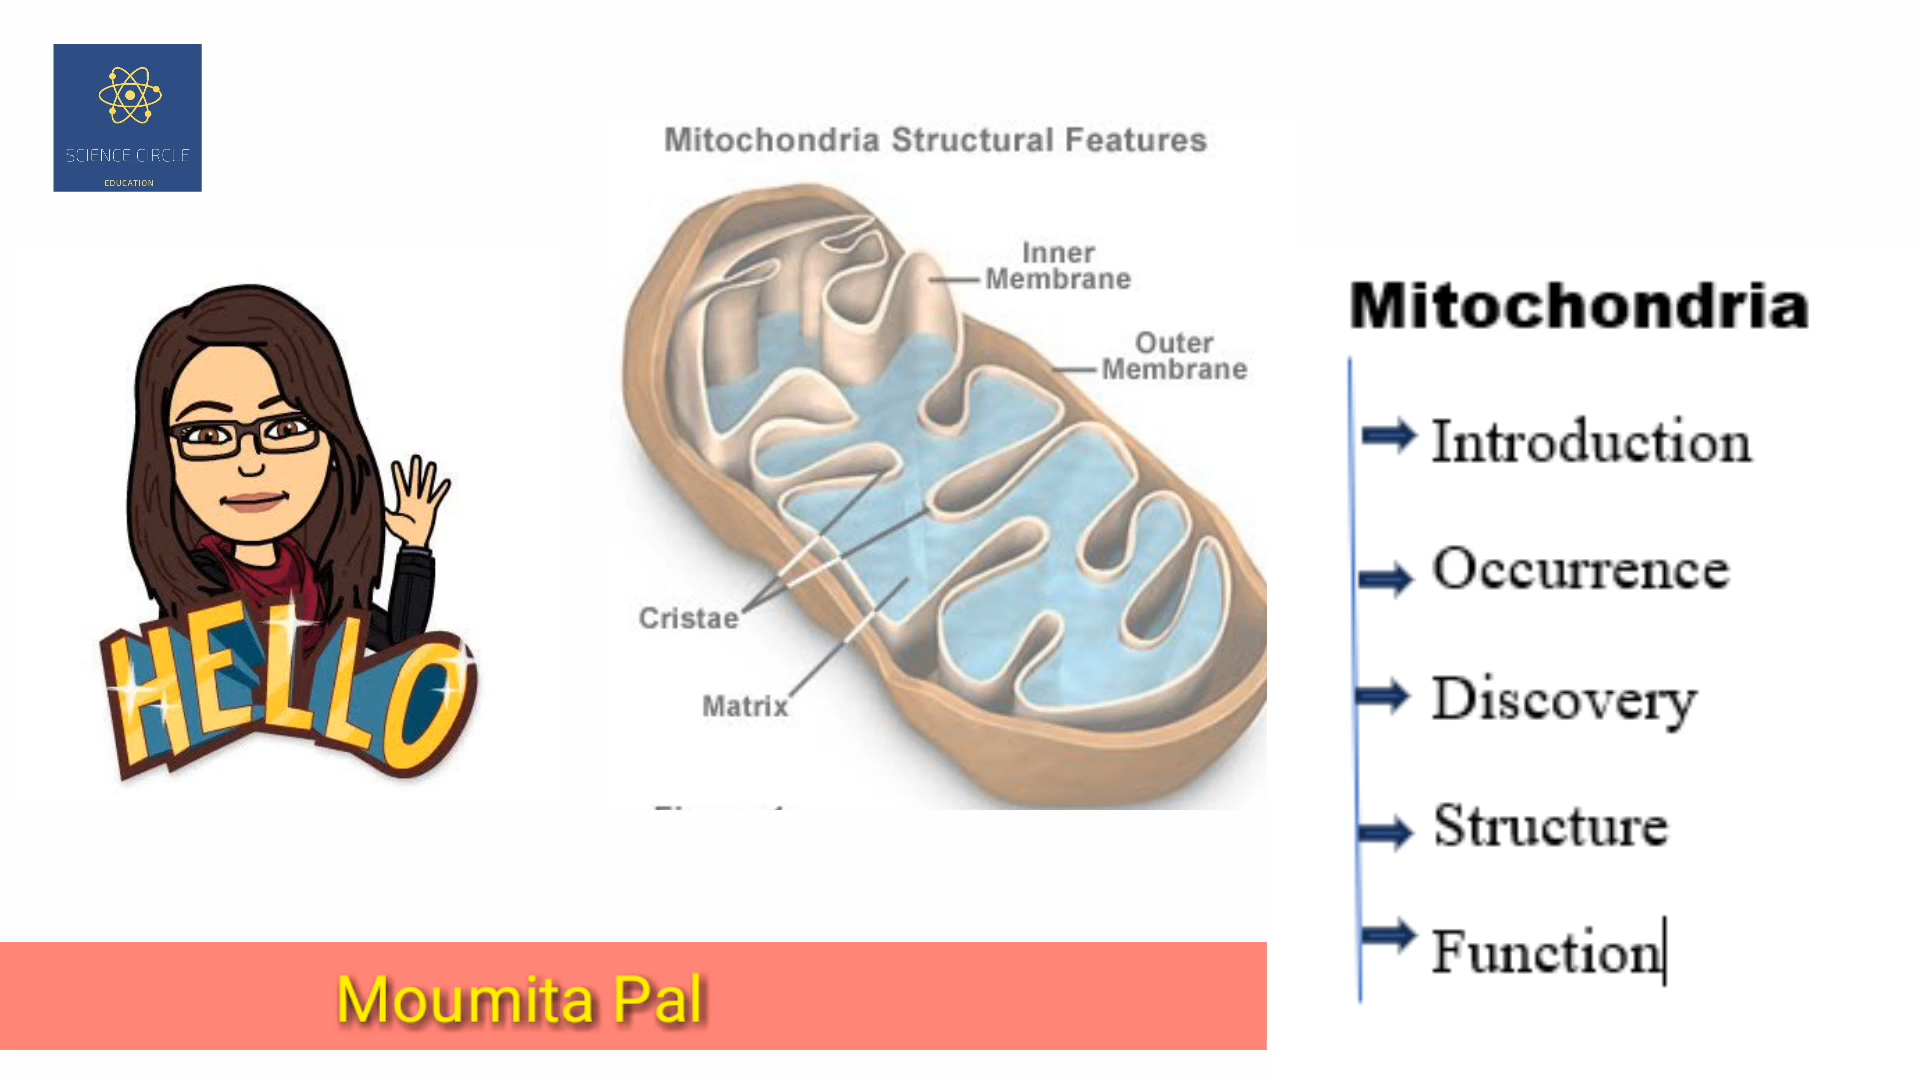 SCIENCE CIRCLE
EDUCATION
HELLO
Mitochondria Structural Features
Inner
Membrane
Outer
Membrane
Cristae
Matrix
Moumita Pal
Mitochondria
Introduction
Occurrence
Discovery
Structure
Function